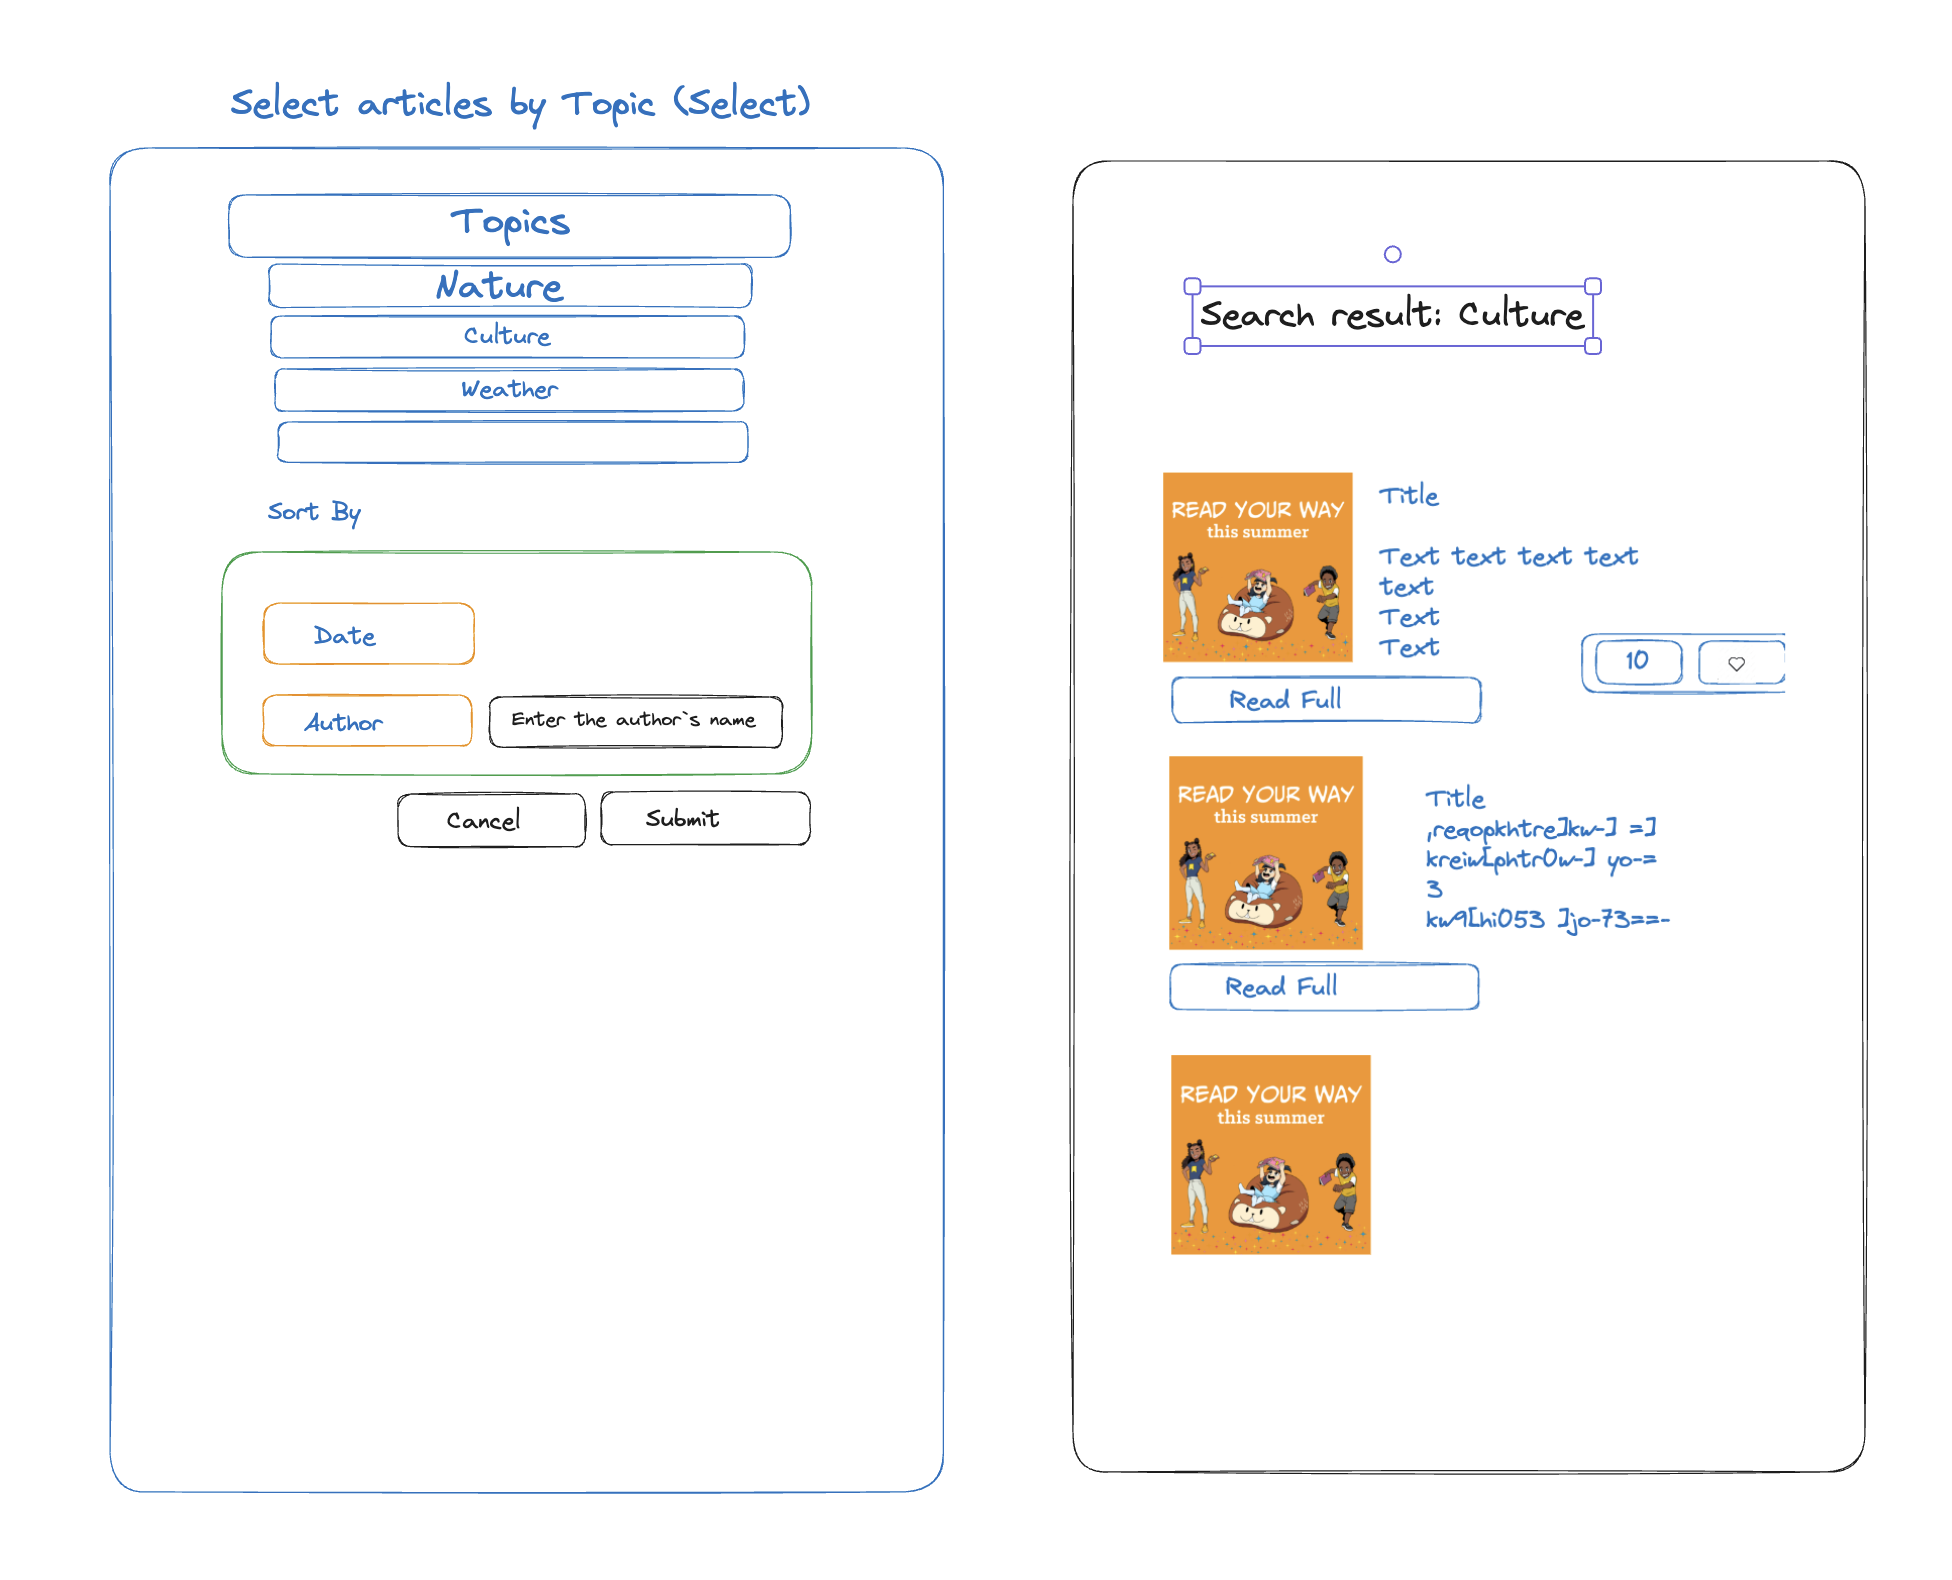 Select articles by Topic (Select)
Topics
Nature
Culture
Weather
Sort By
Date
Author
Enter the author`s name
Cancel
Submit
Search result: Culture
READ YOUR WAY
this summer
Title
Text text text text
text
Text
Text
10
Read Full
READ YOUR WAY
this summer
Title
,reqopkhtre]kw-] =]
kreiw[phtr0w-] yo-=
3
kw9[hi053 ]jo-73==-
Read Full
READ YOUR WAY
this summer